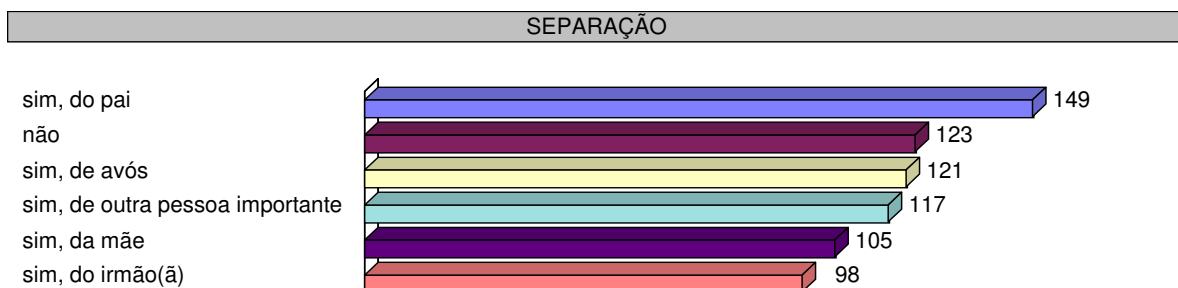 SEPARAÇÃO
sim, do pai 149
não 123
sim, de avós 121
sim, de outra pessoa importante 117
sim, da mãe 105
sim, do irmão(ã) 98